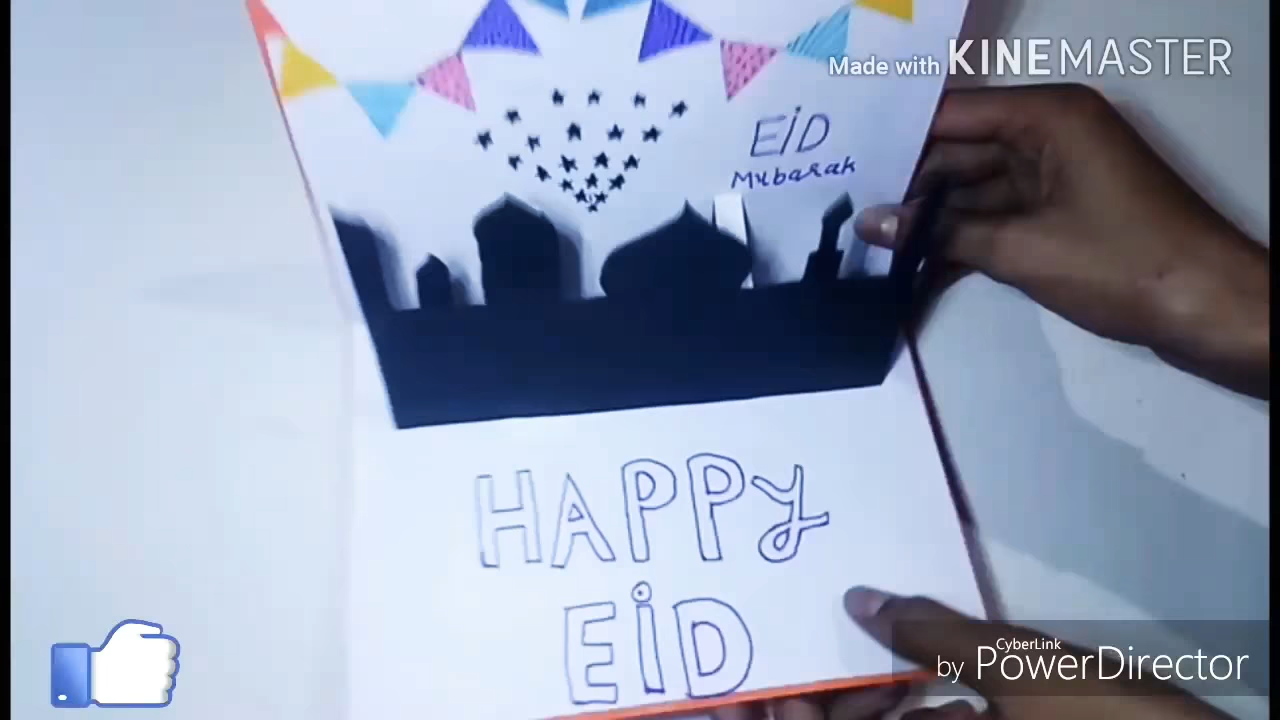 Made with KINEMASTER
EiD
Mubarak
HAPPy
EiD
CyberLink
by PowerDirector